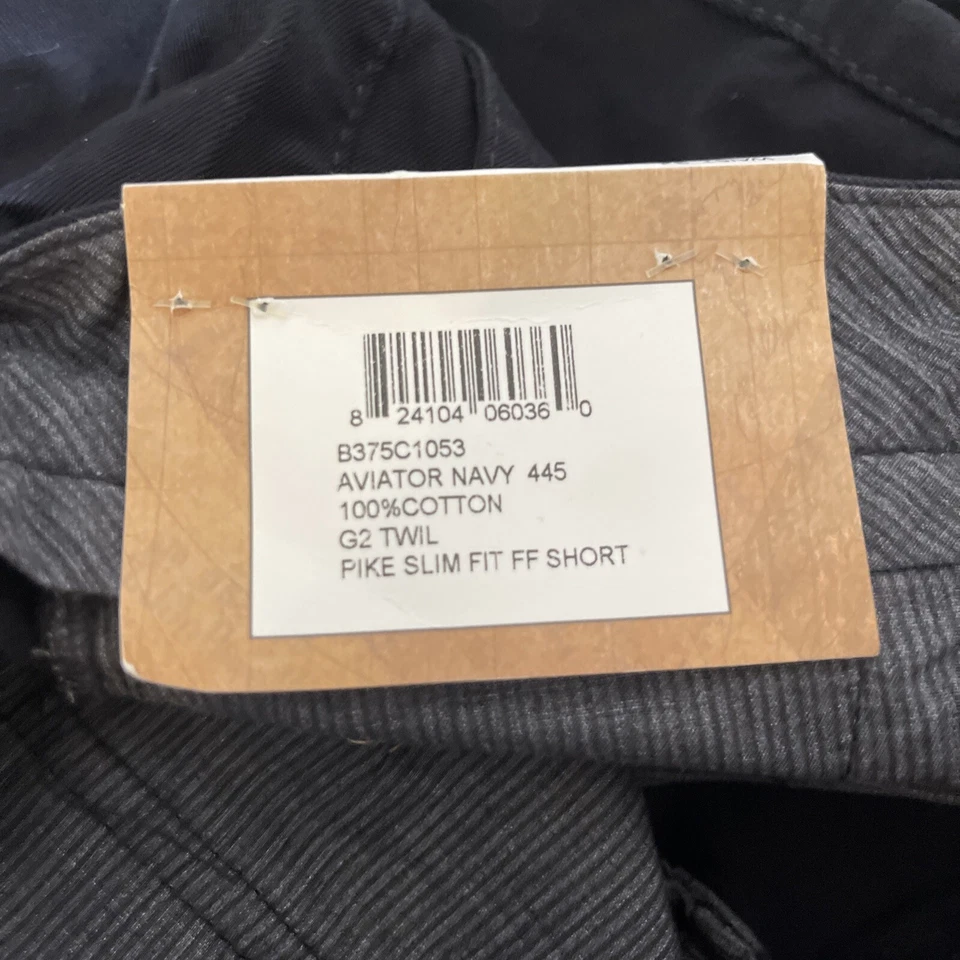 8 24104 06036 0
B375C1053
AVIATOR NAVY 445
100%COTTON
G2 TWIL
PIKE SLIM FIT FF SHORT